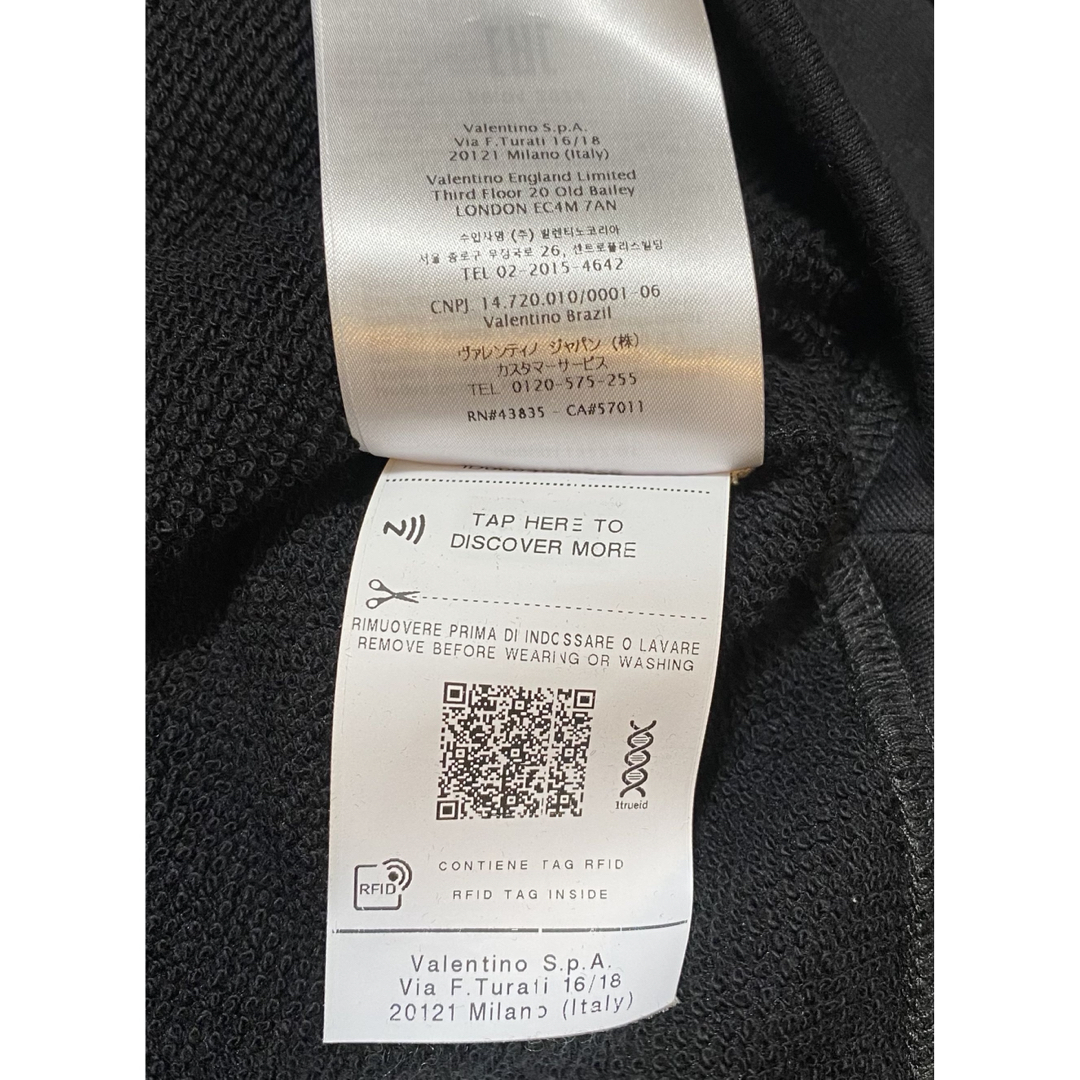 Valentino S.p.A.
Via F.Turati 16/18
20121 Milano (Italy)
Valentino England Limited
Third Floor 20 Old Bailey
LONDON EC4M 7AN
수입자명 (주) 발렌티노코리아
서울 종로구 우정국로 26, 센트로폴리스빌딩
TEL 02-2015-4642
CNPJ. 14.720.010/0001-06
Valentino Brazil
ヴァレンティノ ジャパン (株)
カスタマーサービス
TEL 0120-575-255
RN#43835 - CA#57011
TAP HERE TO
DISCOVER MORE
RIMUOVERE PRIMA DI INDOSSARE O LAVARE
REMOVE BEFORE WEARING OR WASHING
1trueid
CONTIENE TAG RFID
RFID
RFID TAG INSIDE
Valentino S.p.A.
Via F.Turati 16/18
20121 Milano (Italy)